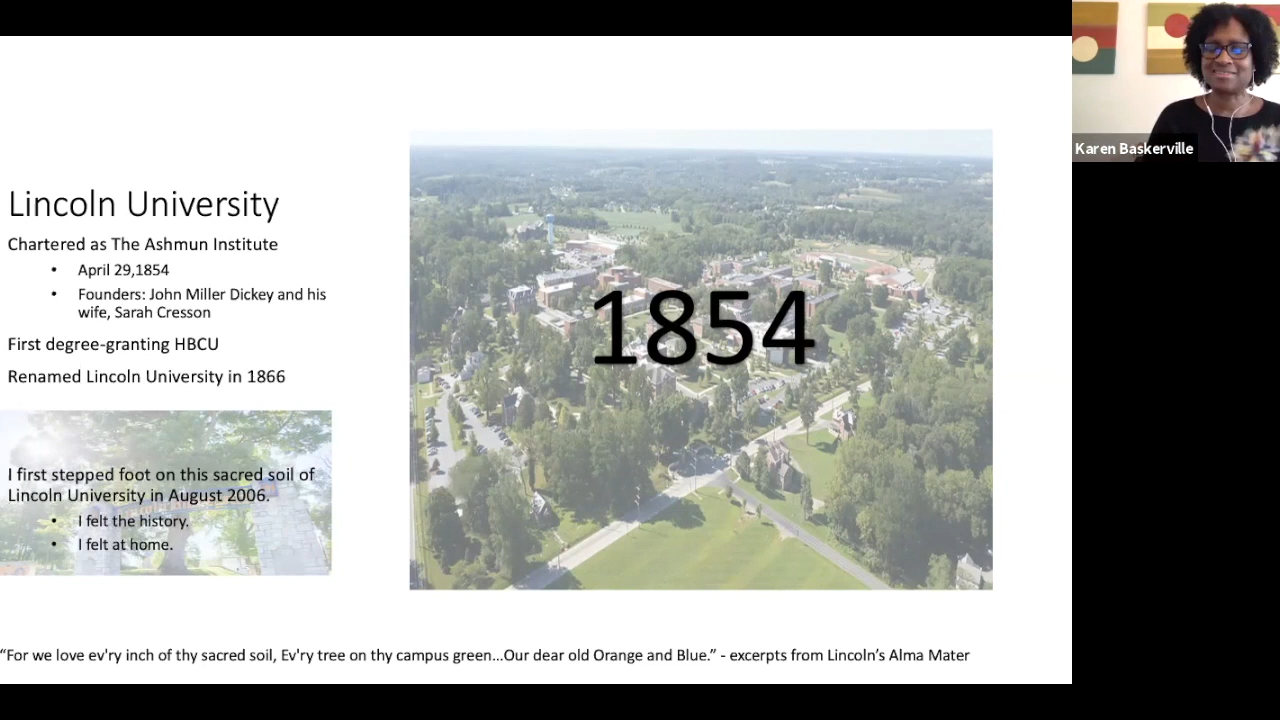 Karen Baskerville
Lincoln University
Chartered as The Ashmun Institute
• April 29,1854
• Founders: John Miller Dickey and his
wife, Sarah Cresson
First degree-granting HBCU
Renamed Lincoln University in 1866
1854
I first stepped foot on this sacred soil of
Lincoln University in August 2006.
• I felt the history.
• I felt at home.
“For we love ev'ry inch of thy sacred soil, Ev'ry tree on thy campus green...Our dear old Orange and Blue.” - excerpts from Lincoln’s Alma Mater